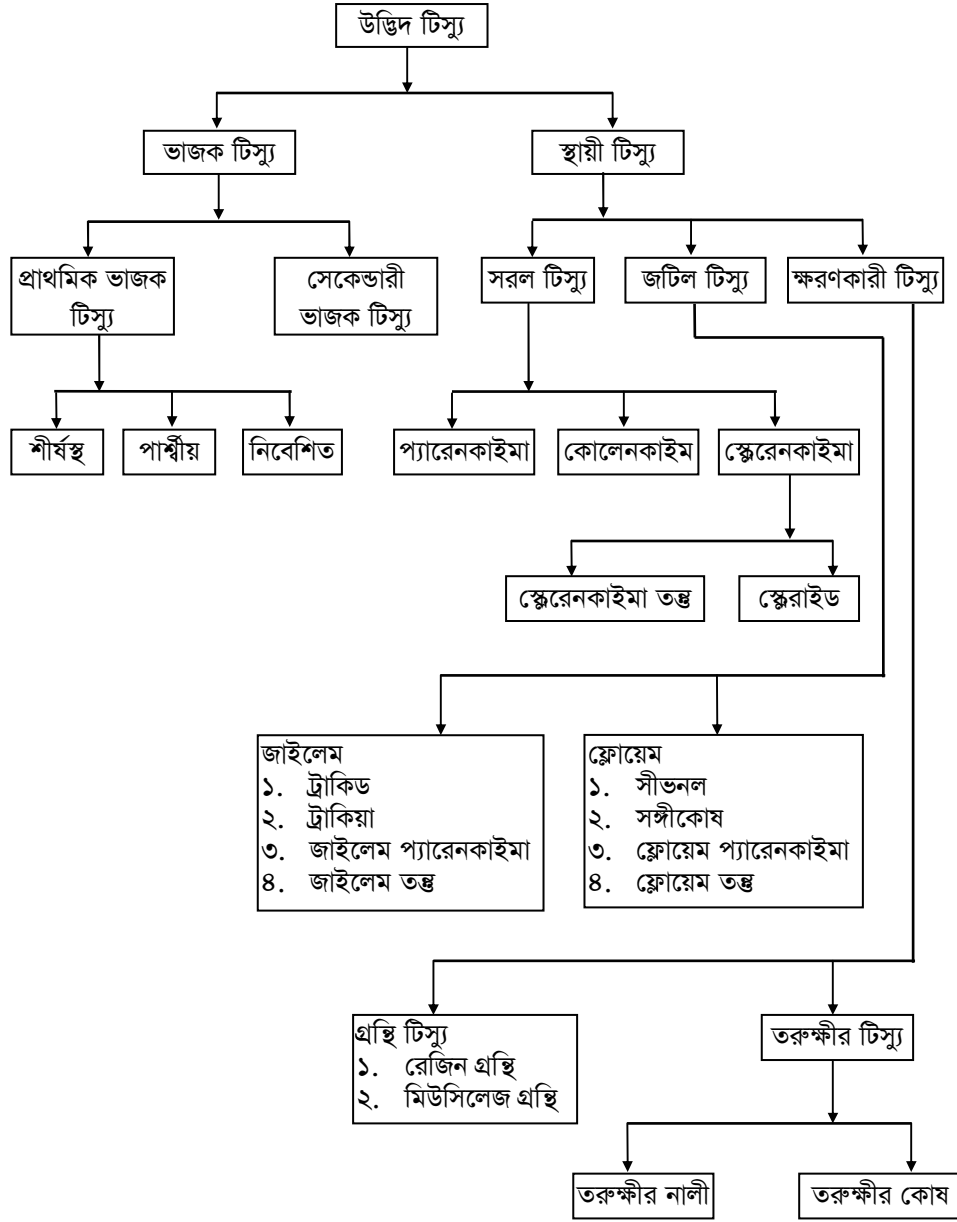 উদ্ভিদ টিস্যু
ভাজক টিস্যু
স্থায়ী টিস্যু
প্রাথমিক ভাজক
টিস্যু
সেকেন্ডারী
ভাজক টিস্যু
সরল টিস্যু
জটিল টিস্যু
ক্ষরণকারী টিস্যু
শীর্ষস্থ
পার্শ্বীয়
নিবেশিত
প্যারেনকাইমা
কোলেনকাইম
স্ক্লেরেনকাইমা
স্ক্লেরেনকাইমা তন্তু
স্ক্লেরাইড
জাইলেম
১. ট্রাকিড
২. ট্রাকিয়া
৩. জাইলেম প্যারেনকাইমা
৪. জাইলেম তন্তু
ফ্লোয়েম
১. সীভনল
২. সঙ্গীকোষ
৩. ফ্লোয়েম প্যারেনকাইমা
৪. ফ্লোয়েম তন্তু
গ্রন্থি টিস্যু
১. রেজিন গ্রন্থি
২. মিউসিলেজ গ্রন্থি
তরুক্ষীর টিস্যু
তরুক্ষীর নালী
তরুক্ষীর কোষ